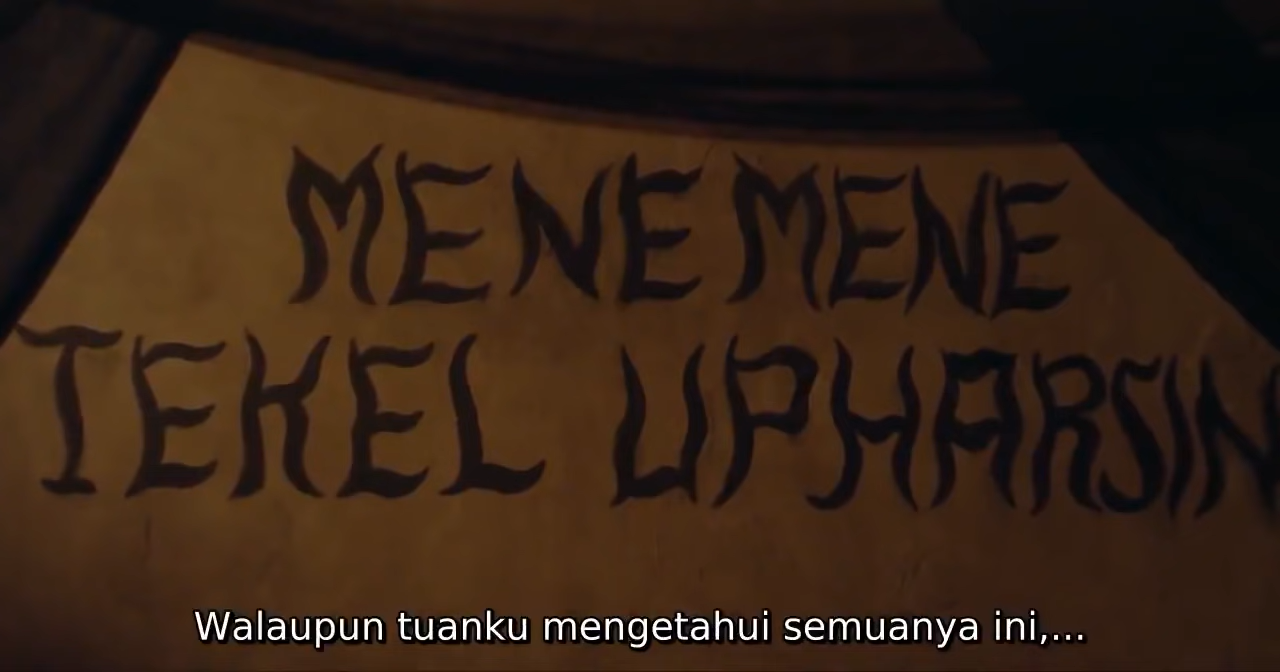 MENE MENE
TEKEL UPHARSIN
Walaupun tuanku mengetahui semuanya ini,...